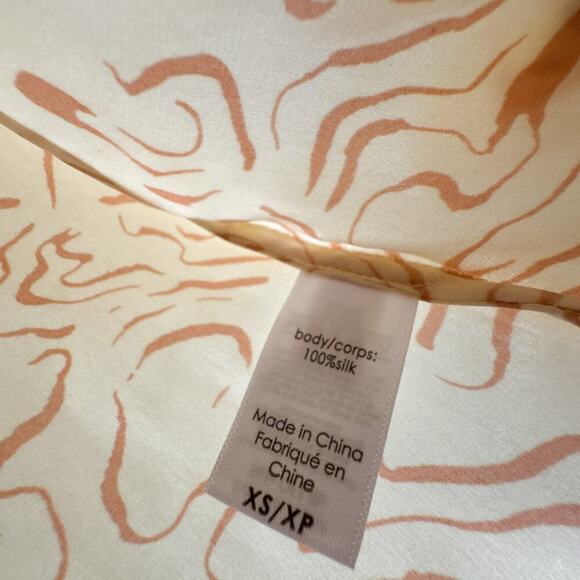 body/corps:
100%silk
Made in China
Fabriqué en
Chine
XS/XP